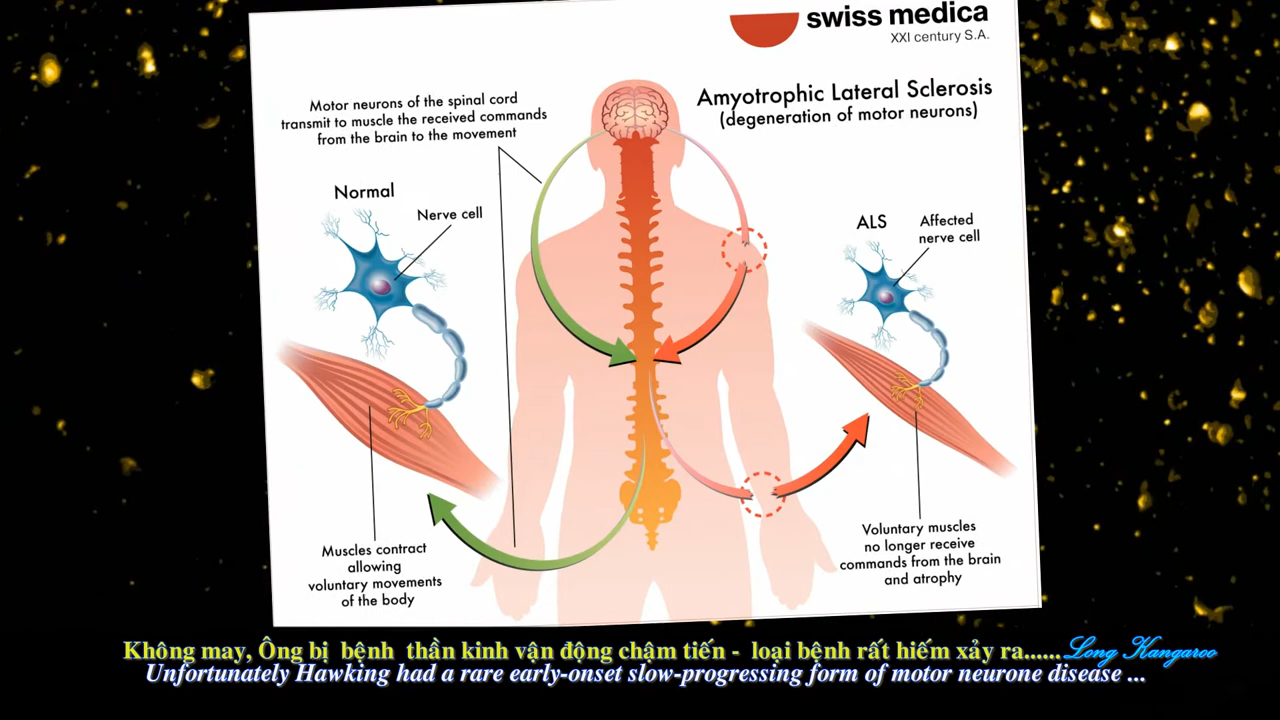 swiss medica
XXI century S.A.
Amyotrophic Lateral Sclerosis
(degeneration of motor neurons)
Motor neurons of the spinal cord
transmit to muscle the received commands
from the brain to the movement
Normal
Nerve cell
ALS
Affected
nerve cell
Muscles contract
allowing
voluntary movements
of the body
Voluntary muscles
no longer receive
commands from the brain
and atrophy
Không may, Ông bị bệnh thần kinh vận động chậm tiến - loại bệnh rất hiếm xảy ra......
Long Kangaroo
Unfortunately Hawking had a rare early-onset slow-progressing form of motor neurone disease ...